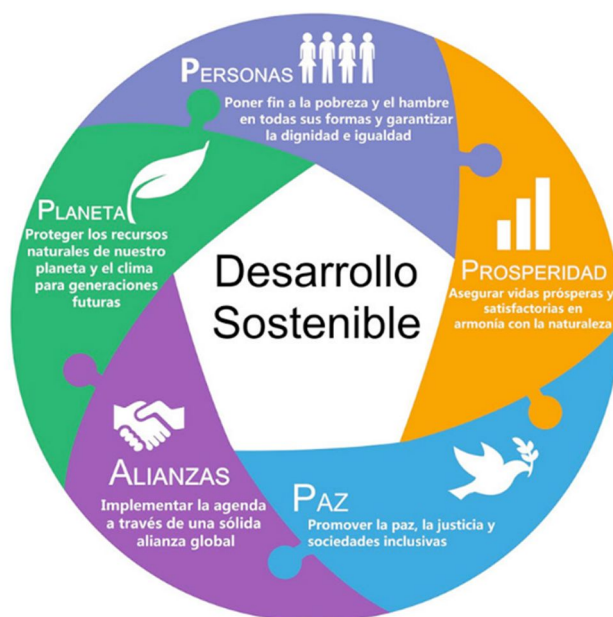 PERSONAS
Poner fin a la pobreza y el hambre
en todas sus formas y garantizar
la dignidad e igualdad
PROSPERIDAD
Asegurar vidas prósperas y
satisfactorias en
armonía con la naturaleza
PAZ
Promover la paz, la justicia y
sociedades inclusivas
ALIANZAS
Implementar la agenda
a través de una sólida
alianza global
PLANETA
Proteger los recursos
naturales de nuestro
planeta y el clima
para generaciones
futuras
Desarrollo
Sostenible